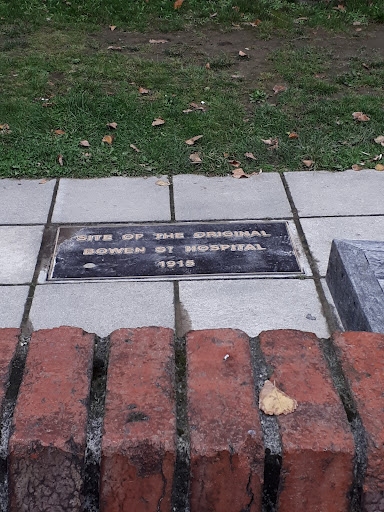 SITE OF THE ORIGINAL
BOWEN ST HOSPITAL
1915